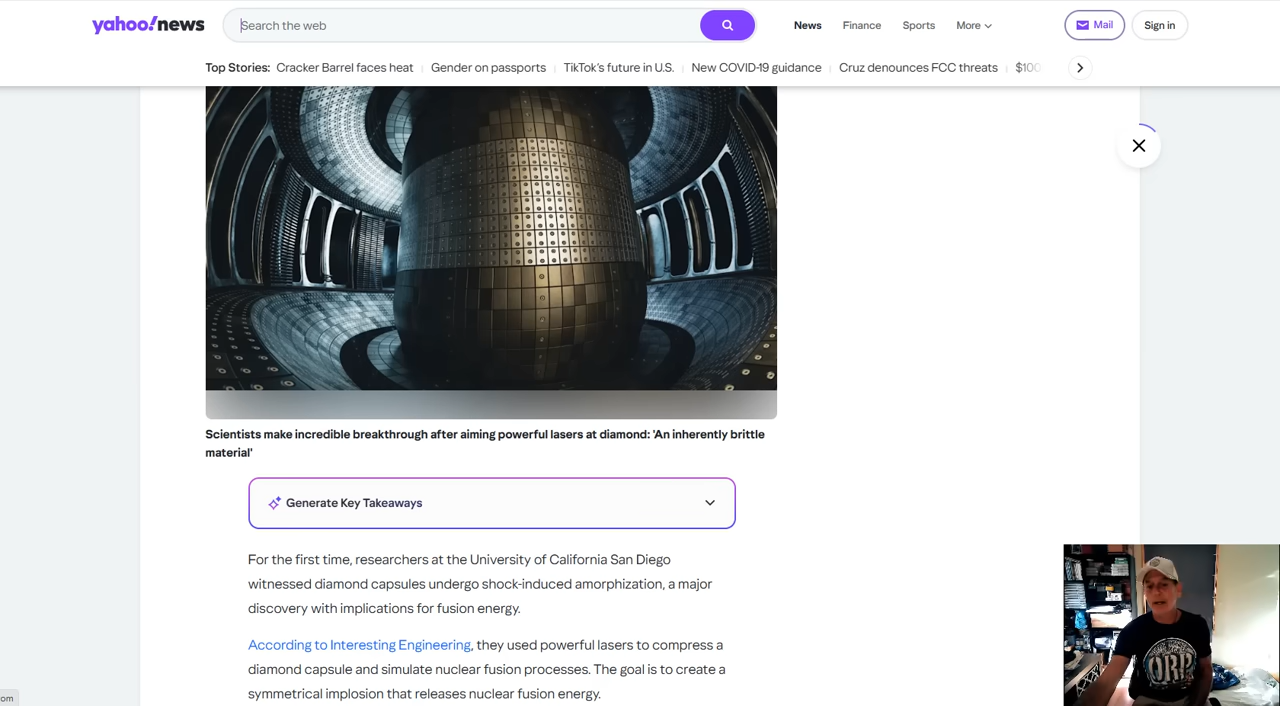 yahoo!news
Search the web
News
Finance
Sports
More
Mail
Sign in
Top Stories:
Cracker Barrel faces heat
Gender on passports
TikTok's future in U.S.
New COVID-19 guidance
Cruz denounces FCC threats
$100
Scientists make incredible breakthrough after aiming powerful lasers at diamond: 'An inherently brittle
material'
Generate Key Takeaways
For the first time, researchers at the University of California San Diego
witnessed diamond capsules undergo shock-induced amorphization, a major
discovery with implications for fusion energy.
According to Interesting Engineering, they used powerful lasers to compress a
diamond capsule and simulate nuclear fusion processes. The goal is to create a
symmetrical implosion that releases nuclear fusion energy.
om
ORP